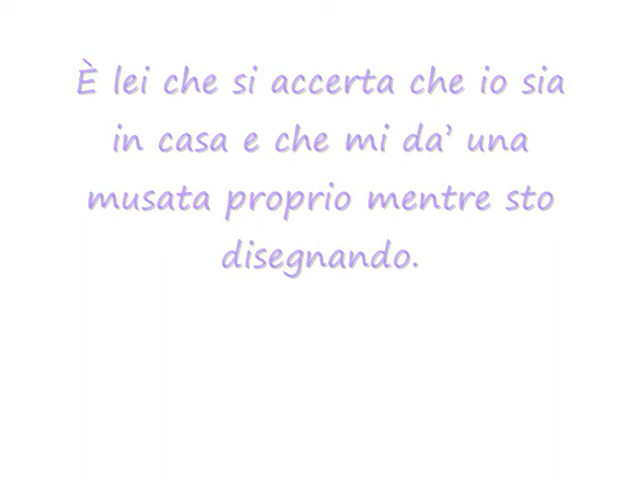 È lei che si accerta che io sia
in casa e che mi da’ una
musata proprio mentre sto
disegnando.